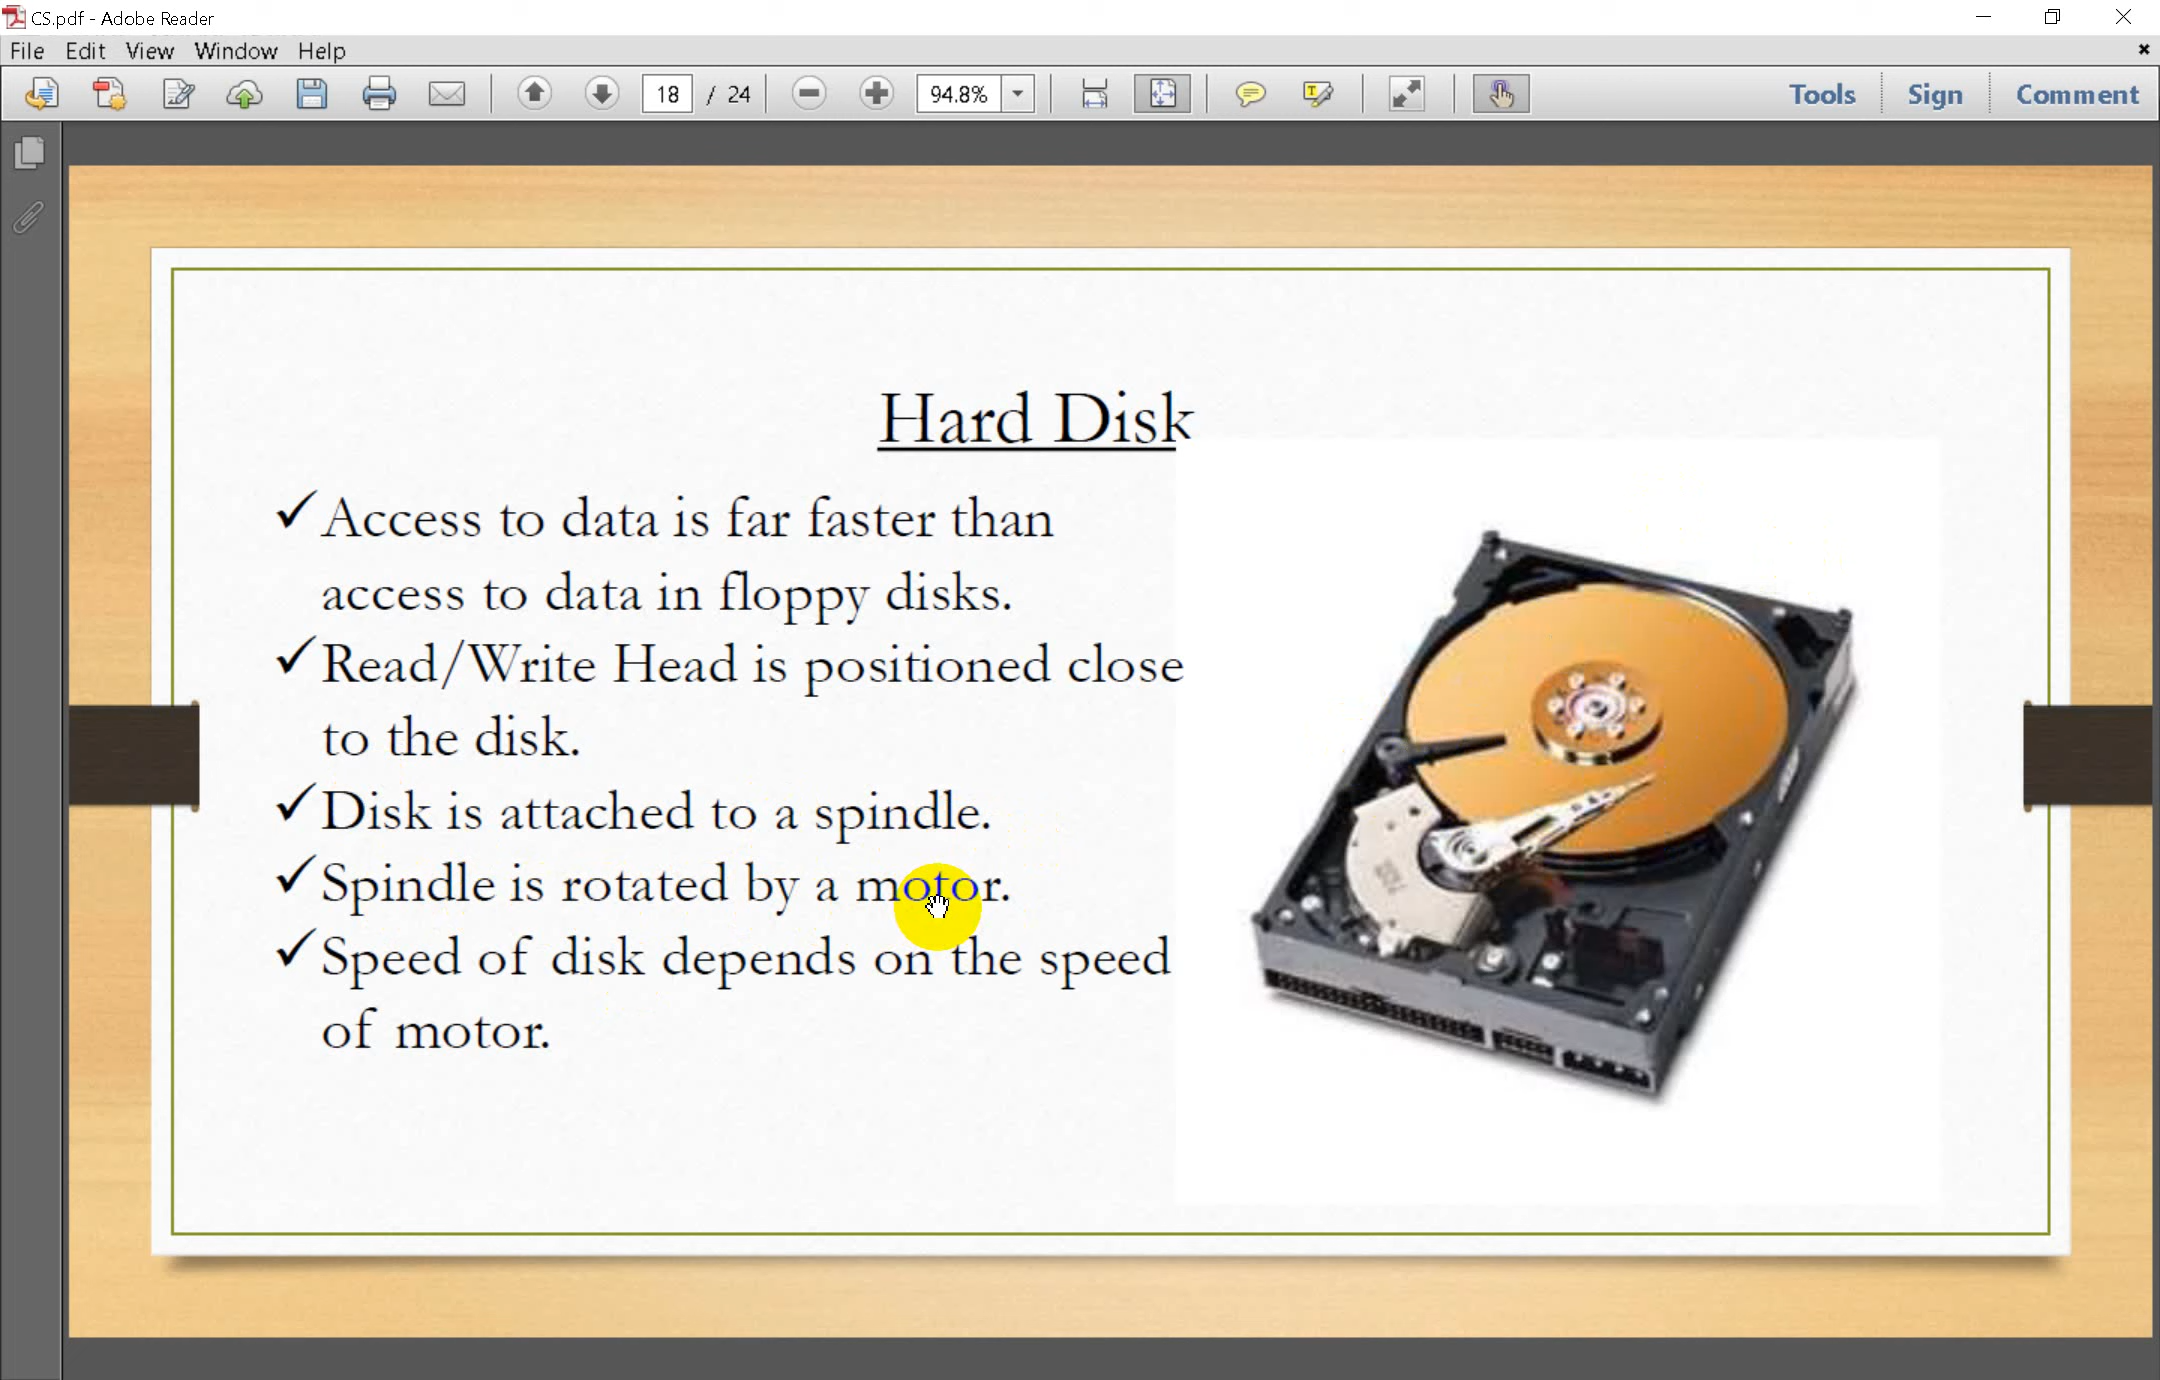 CS.pdf - Adobe Reader
File Edit View Window Help
18 / 24 94.8% Tools Sign Comment
Hard Disk
✓Access to data is far faster than
access to data in floppy disks.
✓Read/Write Head is positioned close
to the disk.
✓Disk is attached to a spindle.
✓Spindle is rotated by a motor.
✓Speed of disk depends on the speed
of motor.